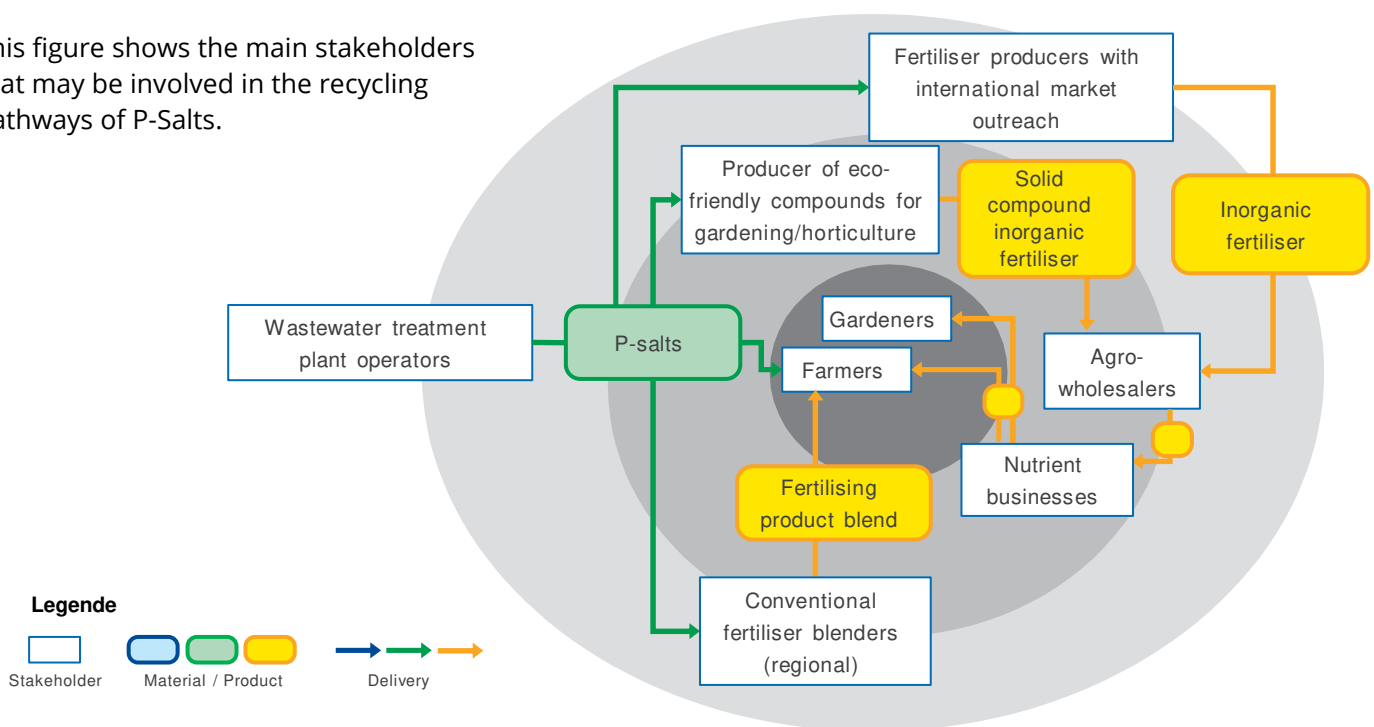 his figure shows the main stakeholders
at may be involved in the recycling
athways of P-Salts.
Fertiliser producers with
international market
outreach
Producer of eco-
friendly compounds for
gardening/horticulture
Solid
compound
inorganic
fertiliser
Inorganic
fertiliser
Wastewater treatment
plant operators
P-salts
Gardeners
Farmers
Agro-
wholesalers
Nutrient
businesses
Fertilising
product blend
Conventional
fertiliser blenders
(regional)
Legende
Stakeholder
Material / Product
Delivery